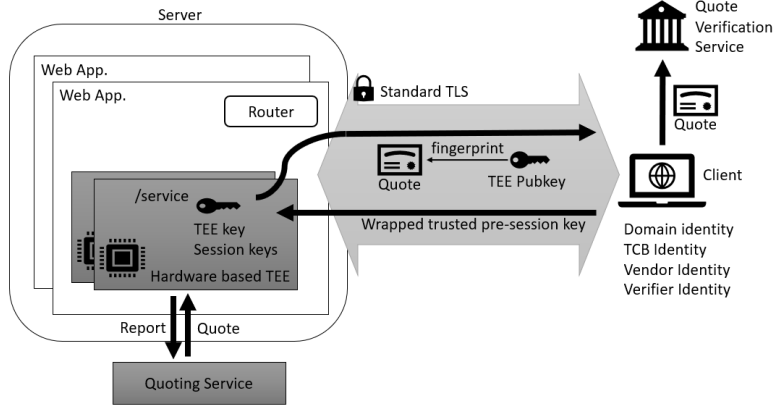 Server
Web App.
Web App.
Router
/service
TEE key
Session keys
Hardware based TEE
Report
Quote
Quoting Service
Standard TLS
fingerprint
Quote
TEE Pubkey
Wrapped trusted pre-session key
Quote
Verification
Service
Quote
Client
Domain identity
TCB Identity
Vendor Identity
Verifier Identity